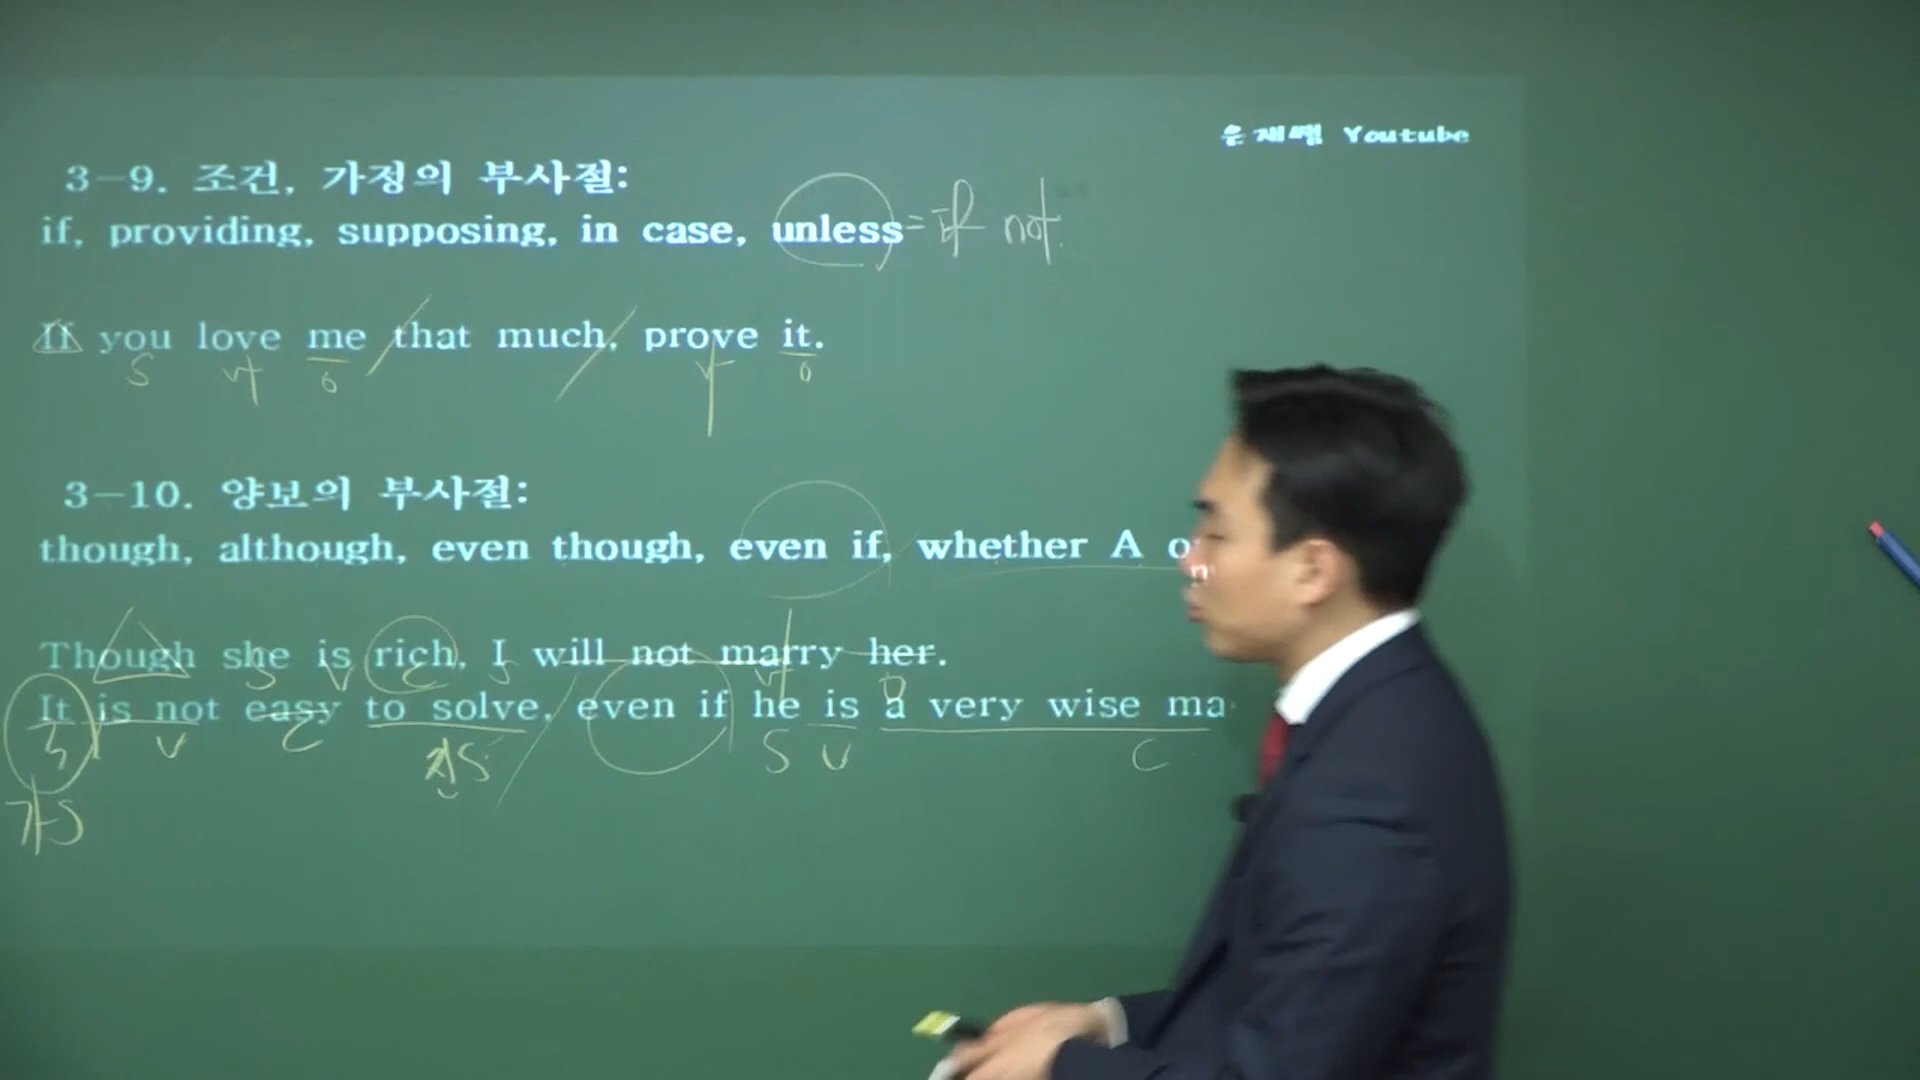 은재쌤 Youtube
3-9. 조건, 가정의 부사절:
if, providing, supposing, in case, unless = if not
If you love me that much, prove it.
S V O V O
3-10. 양보의 부사절:
though, although, even though, even if, whether A o
Though she is rich, I will not marry her.
S V C S V O
It is not easy to solve, even if he is a very wise ma
S V C 진S S V C
가S